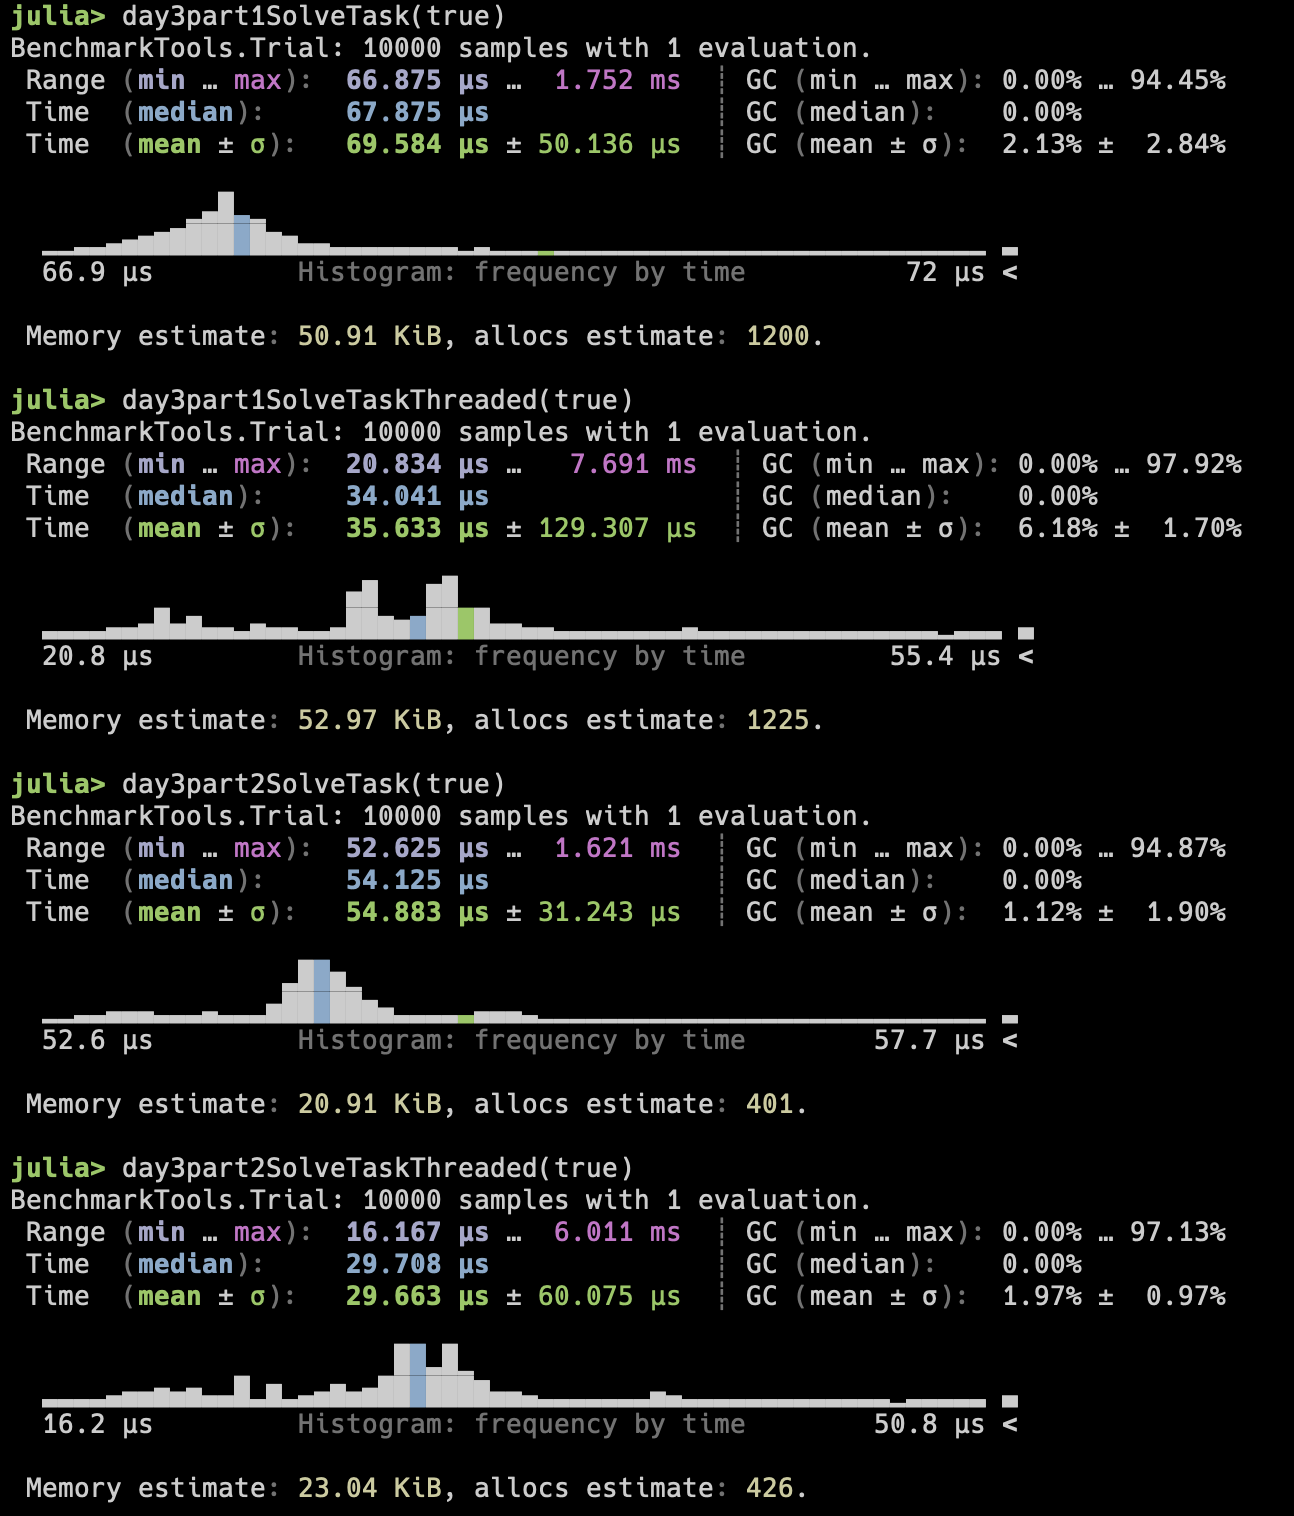 julia> day3part1SolveTask(true)
BenchmarkTools.Trial: 10000 samples with 1 evaluation.
 Range (min … max):  66.875 µs …  1.752 ms  ┊ GC (min … max): 0.00% … 94.45%
 Time  (median):     67.875 µs              ┊ GC (median):    0.00%
 Time  (mean ± σ):   69.584 µs ± 50.136 µs  ┊ GC (mean ± σ):  2.13% ±  2.84%
66.9 µs         Histogram: frequency by time          72 µs <
 Memory estimate: 50.91 KiB, allocs estimate: 1200.
julia> day3part1SolveTaskThreaded(true)
BenchmarkTools.Trial: 10000 samples with 1 evaluation.
 Range (min … max):  20.834 µs …   7.691 ms  ┊ GC (min … max): 0.00% … 97.92%
 Time  (median):     34.041 µs               ┊ GC (median):    0.00%
 Time  (mean ± σ):   35.633 µs ± 129.307 µs  ┊ GC (mean ± σ):  6.18% ±  1.70%
20.8 µs         Histogram: frequency by time         55.4 µs <
 Memory estimate: 52.97 KiB, allocs estimate: 1225.
julia> day3part2SolveTask(true)
BenchmarkTools.Trial: 10000 samples with 1 evaluation.
 Range (min … max):  52.625 µs …  1.621 ms  ┊ GC (min … max): 0.00% … 94.87%
 Time  (median):     54.125 µs              ┊ GC (median):    0.00%
 Time  (mean ± σ):   54.883 µs ± 31.243 µs  ┊ GC (mean ± σ):  1.12% ±  1.90%
52.6 µs         Histogram: frequency by time        57.7 µs <
 Memory estimate: 20.91 KiB, allocs estimate: 401.
julia> day3part2SolveTaskThreaded(true)
BenchmarkTools.Trial: 10000 samples with 1 evaluation.
 Range (min … max):  16.167 µs …  6.011 ms  ┊ GC (min … max): 0.00% … 97.13%
 Time  (median):     29.708 µs              ┊ GC (median):    0.00%
 Time  (mean ± σ):   29.663 µs ± 60.075 µs  ┊ GC (mean ± σ):  1.97% ±  0.97%
16.2 µs         Histogram: frequency by time        50.8 µs <
 Memory estimate: 23.04 KiB, allocs estimate: 426.